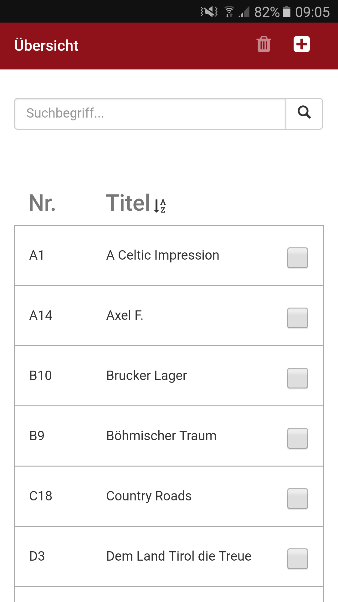 82% 09:05
Übersicht
Suchbegriff...
Nr. Titel
A1 A Celtic Impression
A14 Axel F.
B10 Brucker Lager
B9 Böhmischer Traum
C18 Country Roads
D3 Dem Land Tirol die Treue